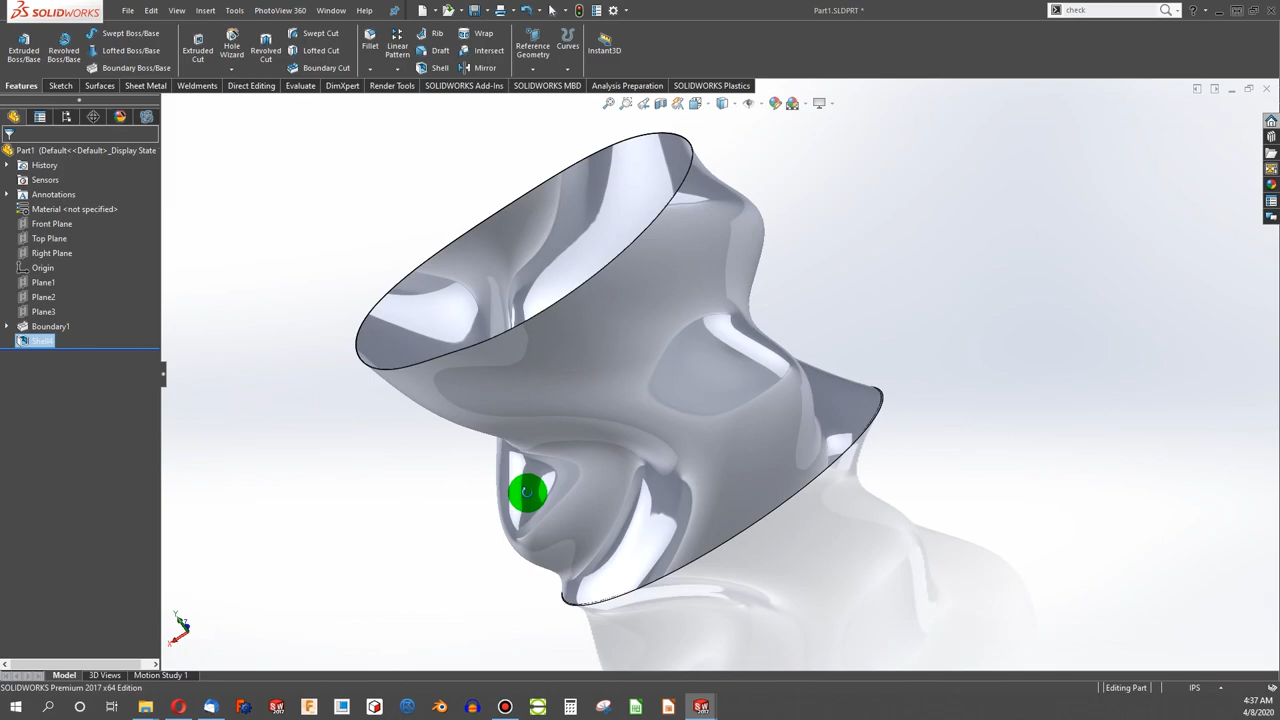 SOLIDWORKS
File Edit View Insert Tools PhotoView 360 Window Help
Part1.SLDPRT *
check
Extruded Boss/Base
Revolved Boss/Base
Swept Boss/Base
Lofted Boss/Base
Boundary Boss/Base
Extruded Cut
Hole Wizard
Revolved Cut
Swept Cut
Lofted Cut
Boundary Cut
Fillet
Linear Pattern
Rib
Draft
Shell
Wrap
Intersect
Mirror
Reference Geometry
Curves
Instant3D
Features Sketch Surfaces Sheet Metal Weldments Direct Editing Evaluate DimXpert Render Tools SOLIDWORKS Add-Ins SOLIDWORKS MBD Analysis Preparation SOLIDWORKS Plastics
Part1 (Default<<Default>_Display State
History
Sensors
Annotations
Material <not specified>
Front Plane
Top Plane
Right Plane
Origin
Plane1
Plane2
Plane3
Boundary1
Shell4
Model 3D Views Motion Study 1
SOLIDWORKS Premium 2017 x64 Edition
Editing Part
IPS
4:37 AM
4/8/2020